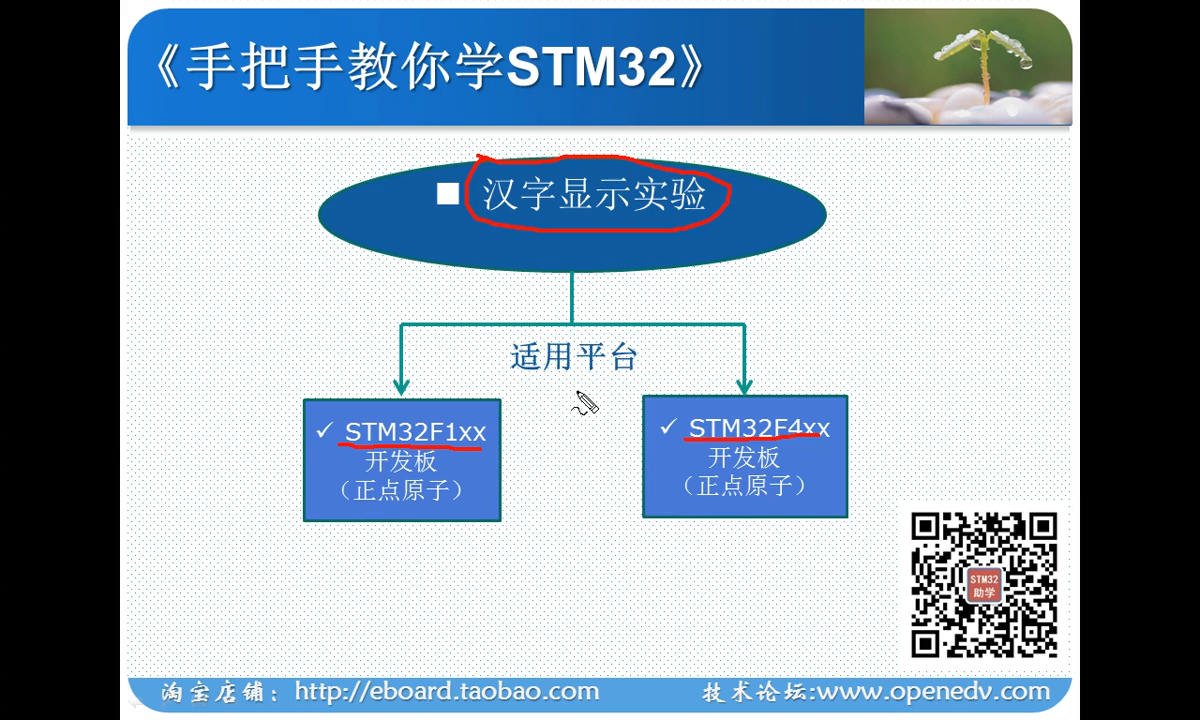 《手把手教你学STM32》
汉字显示实验
适用平台
✓ STM32F1xx
开发板
（正点原子）
✓ STM32F4xx
开发板
（正点原子）
STM32
助学
淘宝店铺：http://eboard.taobao.com
技术论坛:www.openedv.com